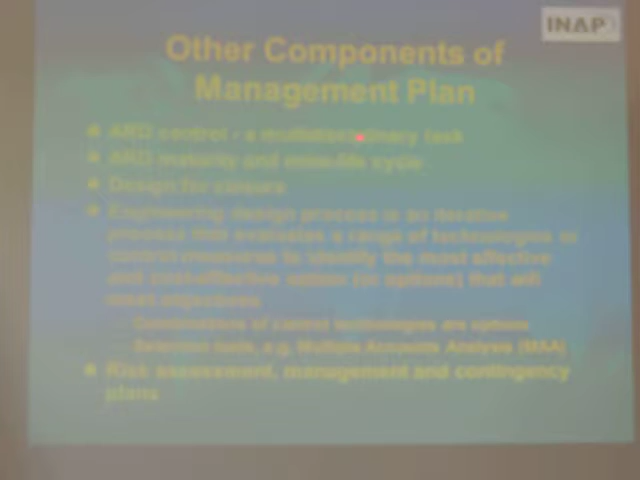 INAP
Other Components of
Management Plan
ARD control - a multidisciplinary task
ARD maturity and mine-life cycle
Design for closure
Engineering design process is an iterative
process that evaluates a range of technologies or
control measures to identify the most effective
and cost-effective option (or options) that will
meet objectives
Combinations of control technologies are options
Selection tools, e.g. Multiple Accounts Analysis (MAA)
Risk assessment, management and contingency
plans